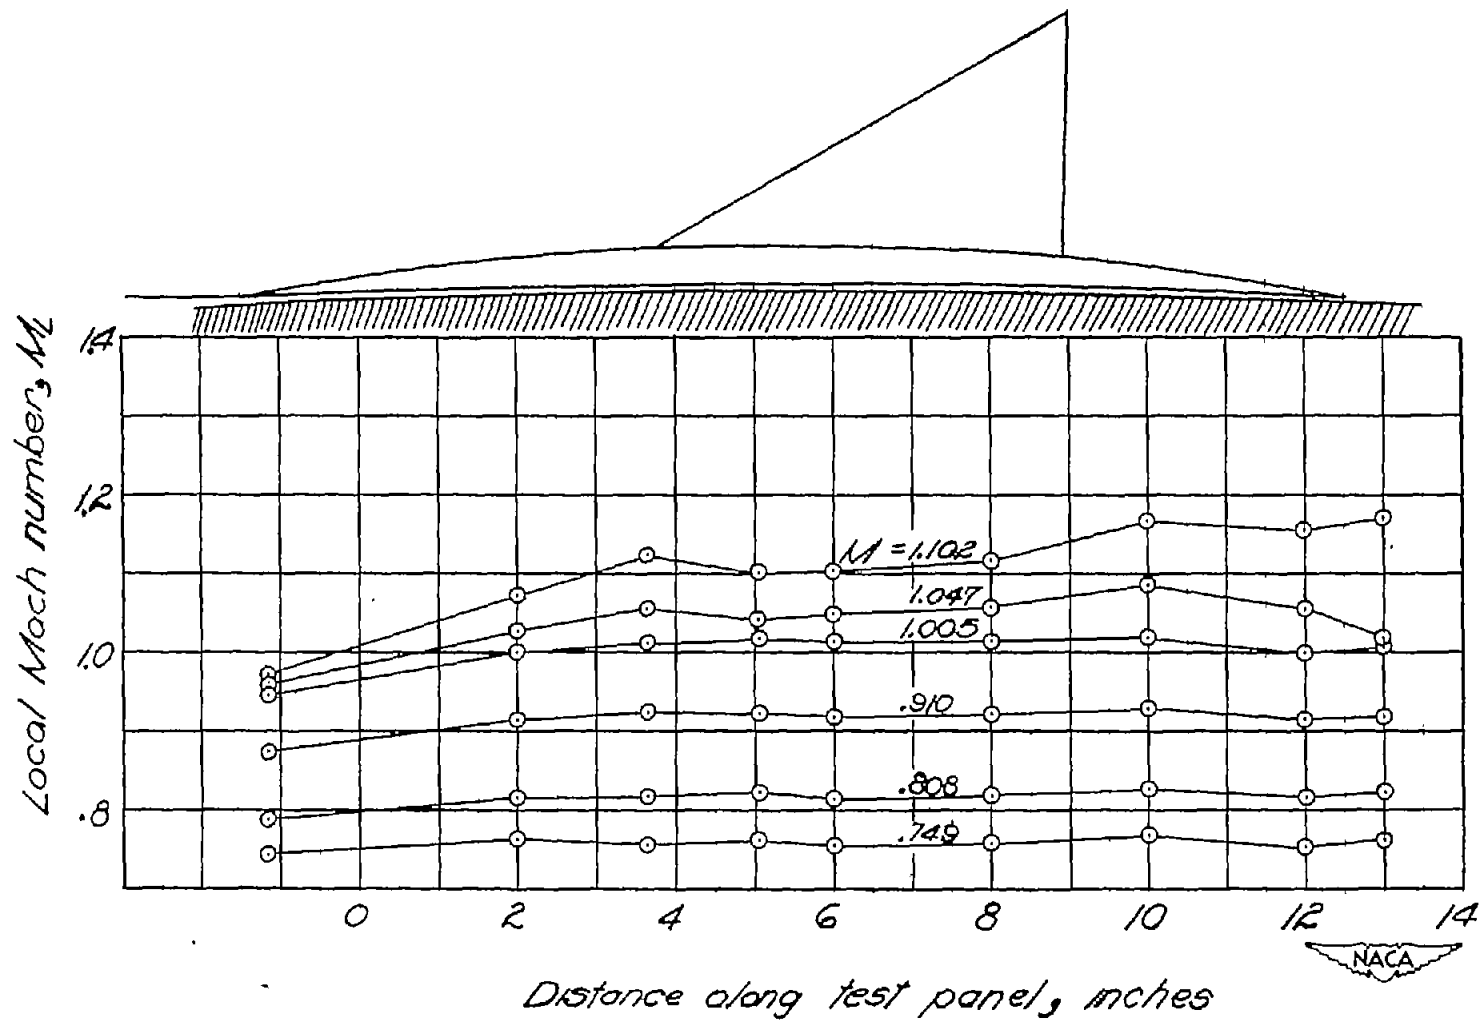 Local Mach number, M_L
1.4
1.2
1.0
.8
M = 1.102
1.047
1.005
.910
.808
.749
0 2 4 6 8 10 12 14
NACA
Distance along test panel, inches